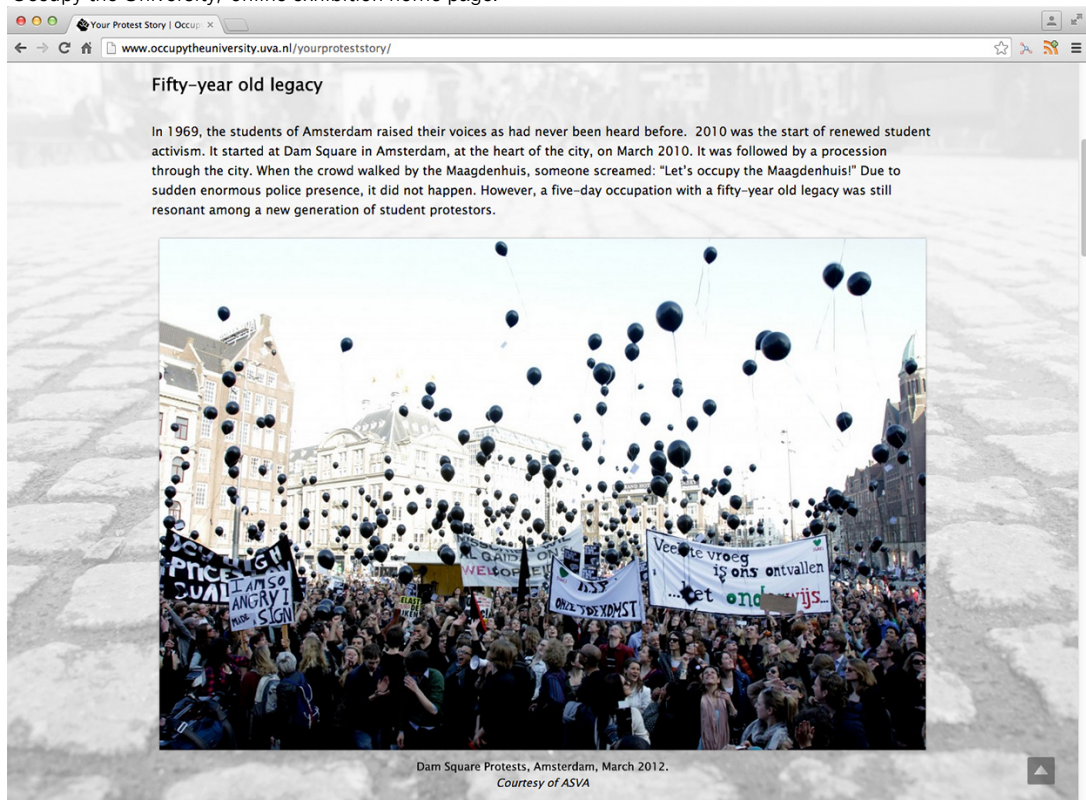 Occupy the University, online exhibition home page.
Your Protest Story | Occup
www.occupytheuniversity.uva.nl/yourproteststory/
Fifty-year old legacy
In 1969, the students of Amsterdam raised their voices as had never been heard before. 2010 was the start of renewed student
activism. It started at Dam Square in Amsterdam, at the heart of the city, on March 2010. It was followed by a procession
through the city. When the crowd walked by the Maagdenhuis, someone screamed: “Let’s occupy the Maagdenhuis!” Due to
sudden enormous police presence, it did not happen. However, a five-day occupation with a fifty-year old legacy was still
resonant among a new generation of student protestors.
Veel te vroeg
is ons ontvallen
...het onderwijs...
I AM SO
ANGRY I
MADE A SIGN
Dam Square Protests, Amsterdam, March 2012.
Courtesy of ASVA